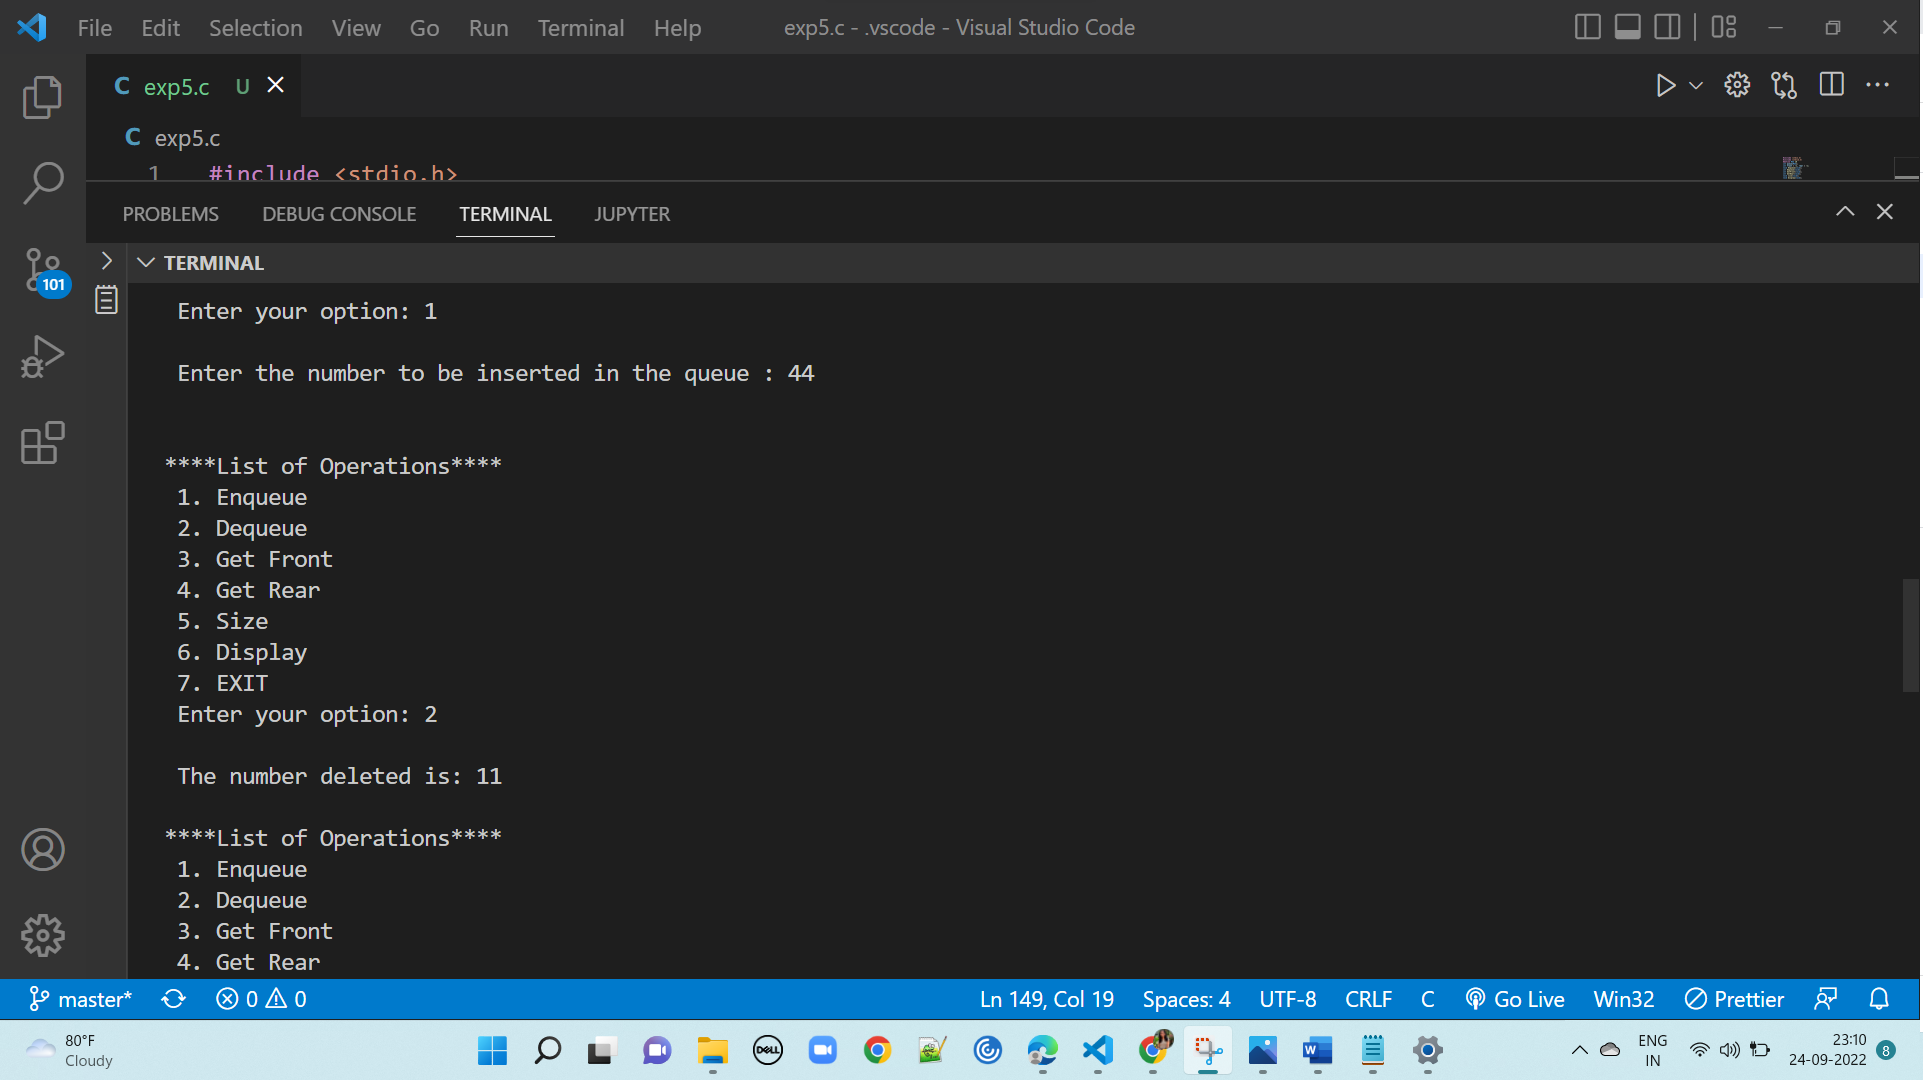 File Edit Selection View Go Run Terminal Help exp5.c - .vscode - Visual Studio Code
C exp5.c U
C exp5.c
1 #include <stdio.h>
PROBLEMS DEBUG CONSOLE TERMINAL JUPYTER
TERMINAL
101
Enter your option: 1
Enter the number to be inserted in the queue : 44
****List of Operations****
1. Enqueue
2. Dequeue
3. Get Front
4. Get Rear
5. Size
6. Display
7. EXIT
Enter your option: 2
The number deleted is: 11
****List of Operations****
1. Enqueue
2. Dequeue
3. Get Front
4. Get Rear
master* 0 0 Ln 149, Col 19 Spaces: 4 UTF-8 CRLF C Go Live Win32 Prettier
80°F
Cloudy
DELL
W
ENG
IN
23:10
24-09-2022
8